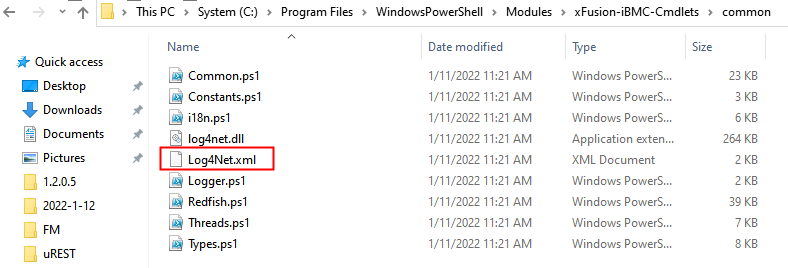 This PC > System (C:) > Program Files > WindowsPowerShell > Modules > xFusion-iBMC-Cmdlets > common
Name Date modified Type Size
Quick access
Desktop
Downloads
Documents
Pictures
1.2.0.5
2022-1-12
FM
uREST
Common.ps1 1/11/2022 11:21 AM Windows PowerS... 23 KB
Constants.ps1 1/11/2022 11:21 AM Windows PowerS... 3 KB
i18n.ps1 1/11/2022 11:21 AM Windows PowerS... 6 KB
log4net.dll 1/11/2022 11:21 AM Application exten... 264 KB
Log4Net.xml 1/11/2022 11:21 AM XML Document 2 KB
Logger.ps1 1/11/2022 11:21 AM Windows PowerS... 2 KB
Redfish.ps1 1/11/2022 11:21 AM Windows PowerS... 39 KB
Threads.ps1 1/11/2022 11:21 AM Windows PowerS... 7 KB
Types.ps1 1/11/2022 11:21 AM Windows PowerS... 8 KB